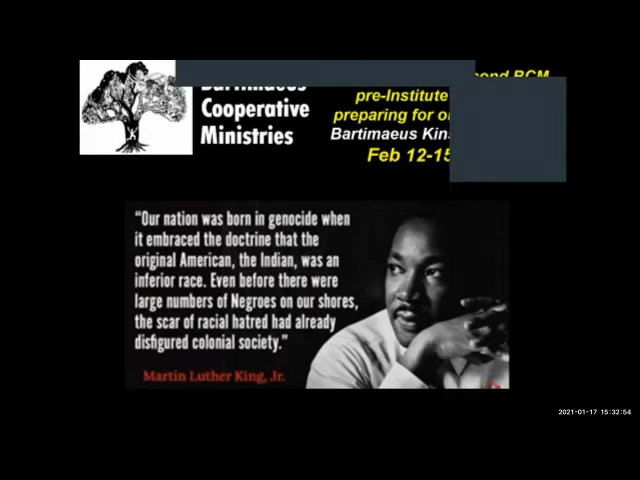 Cooperative
Ministries
BCM
pre-Institute
preparing for
Bartimaeus
Feb 12-15
“Our nation was born in genocide when
it embraced the doctrine that the
original American, the Indian, was an
inferior race. Even before there were
large numbers of Negroes on our shores,
the scar of racial hatred had already
disfigured colonial society.”
Martin Luther King, Jr.
2021-01-17 15:32:54